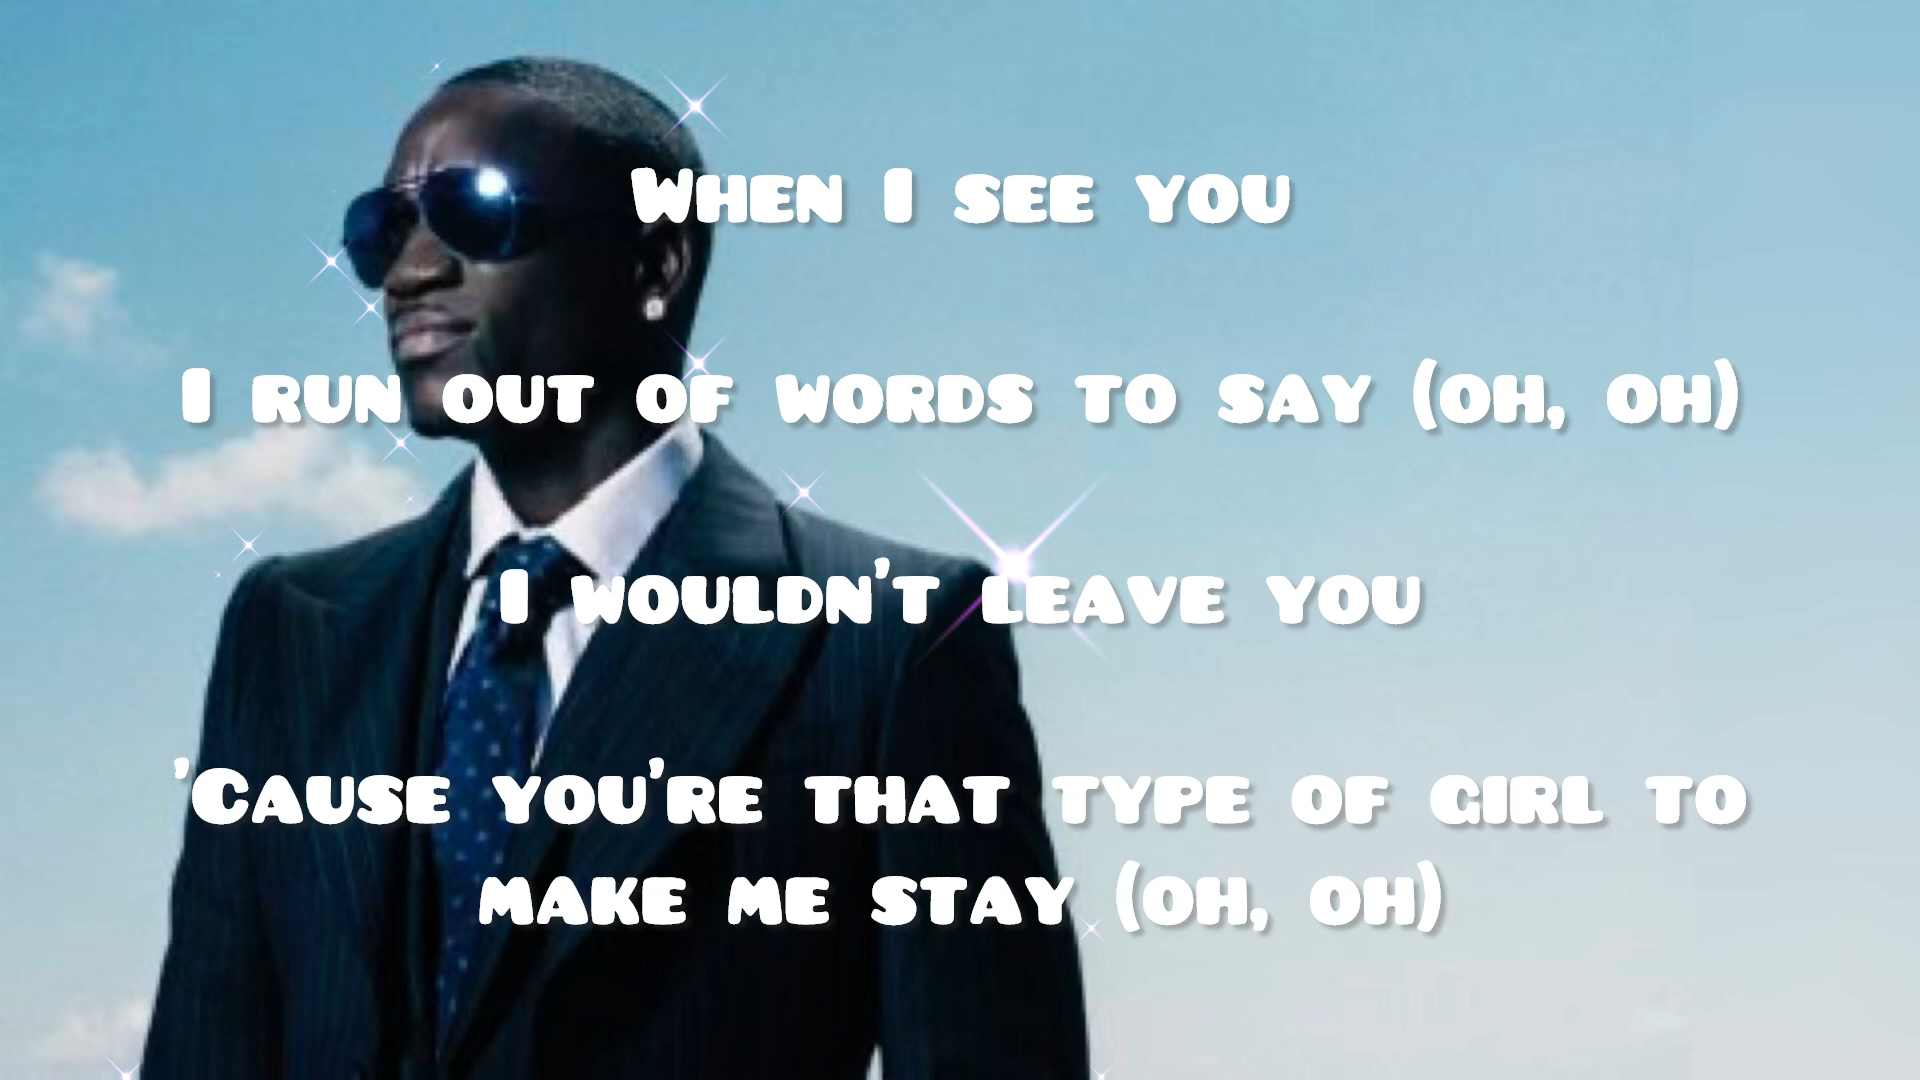 When I see you
I run out of words to say (oh, oh)
I wouldn't leave you
'Cause you're that type of girl to
make me stay (oh, oh)